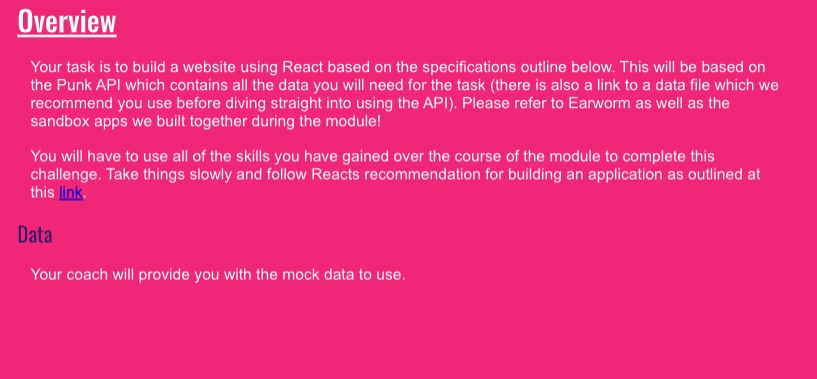 Overview
Your task is to build a website using React based on the specifications outline below. This will be based on
the Punk API which contains all the data you will need for the task (there is also a link to a data file which we
recommend you use before diving straight into using the API). Please refer to Earworm as well as the
sandbox apps we built together during the module!
You will have to use all of the skills you have gained over the course of the module to complete this
challenge. Take things slowly and follow Reacts recommendation for building an application as outlined at
this link.
Data
Your coach will provide you with the mock data to use.